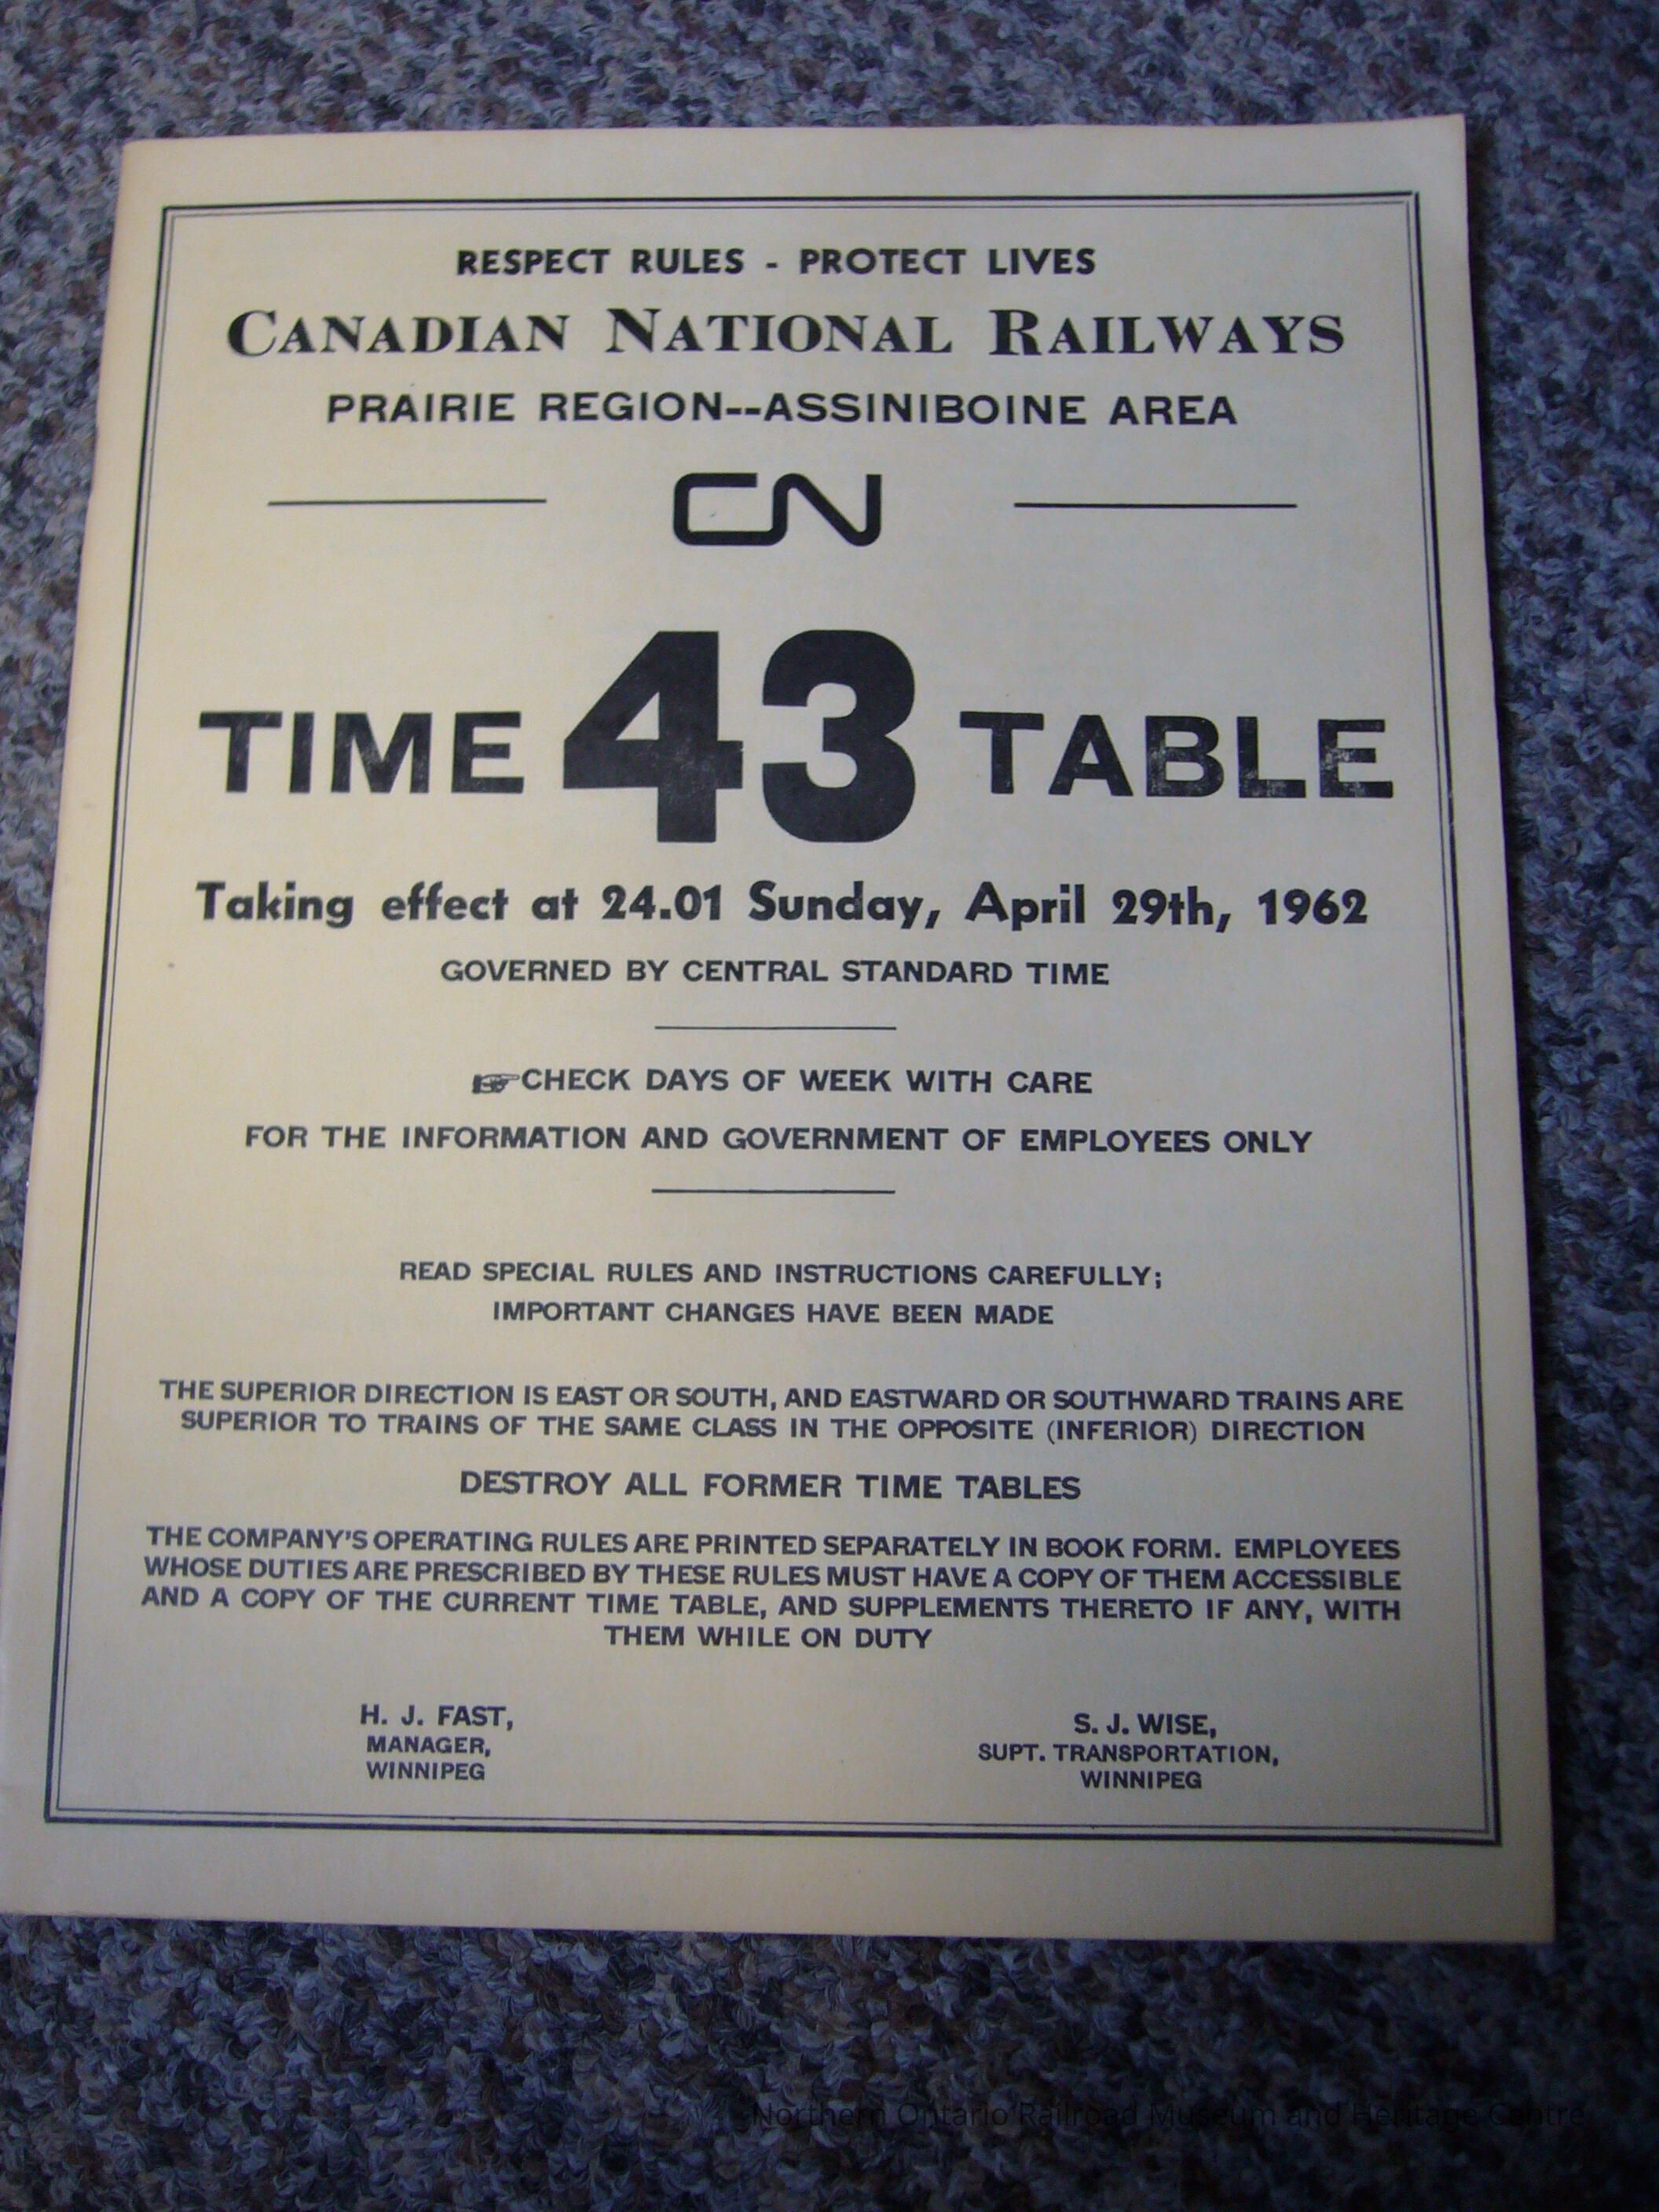 RESPECT RULES - PROTECT LIVES
CANADIAN NATIONAL RAILWAYS
PRAIRIE REGION--ASSINIBOINE AREA
CN
TIME 43 TABLE
Taking effect at 24.01 Sunday, April 29th, 1962
GOVERNED BY CENTRAL STANDARD TIME
☞CHECK DAYS OF WEEK WITH CARE
FOR THE INFORMATION AND GOVERNMENT OF EMPLOYEES ONLY
READ SPECIAL RULES AND INSTRUCTIONS CAREFULLY;
IMPORTANT CHANGES HAVE BEEN MADE
THE SUPERIOR DIRECTION IS EAST OR SOUTH, AND EASTWARD OR SOUTHWARD TRAINS ARE
SUPERIOR TO TRAINS OF THE SAME CLASS IN THE OPPOSITE (INFERIOR) DIRECTION
DESTROY ALL FORMER TIME TABLES
THE COMPANY'S OPERATING RULES ARE PRINTED SEPARATELY IN BOOK FORM. EMPLOYEES
WHOSE DUTIES ARE PRESCRIBED BY THESE RULES MUST HAVE A COPY OF THEM ACCESSIBLE
AND A COPY OF THE CURRENT TIME TABLE, AND SUPPLEMENTS THERETO IF ANY, WITH
THEM WHILE ON DUTY
H. J. FAST,
MANAGER,
WINNIPEG
S. J. WISE,
SUPT. TRANSPORTATION,
WINNIPEG
Northern Ontario Railroad Museum and Heritage Centre